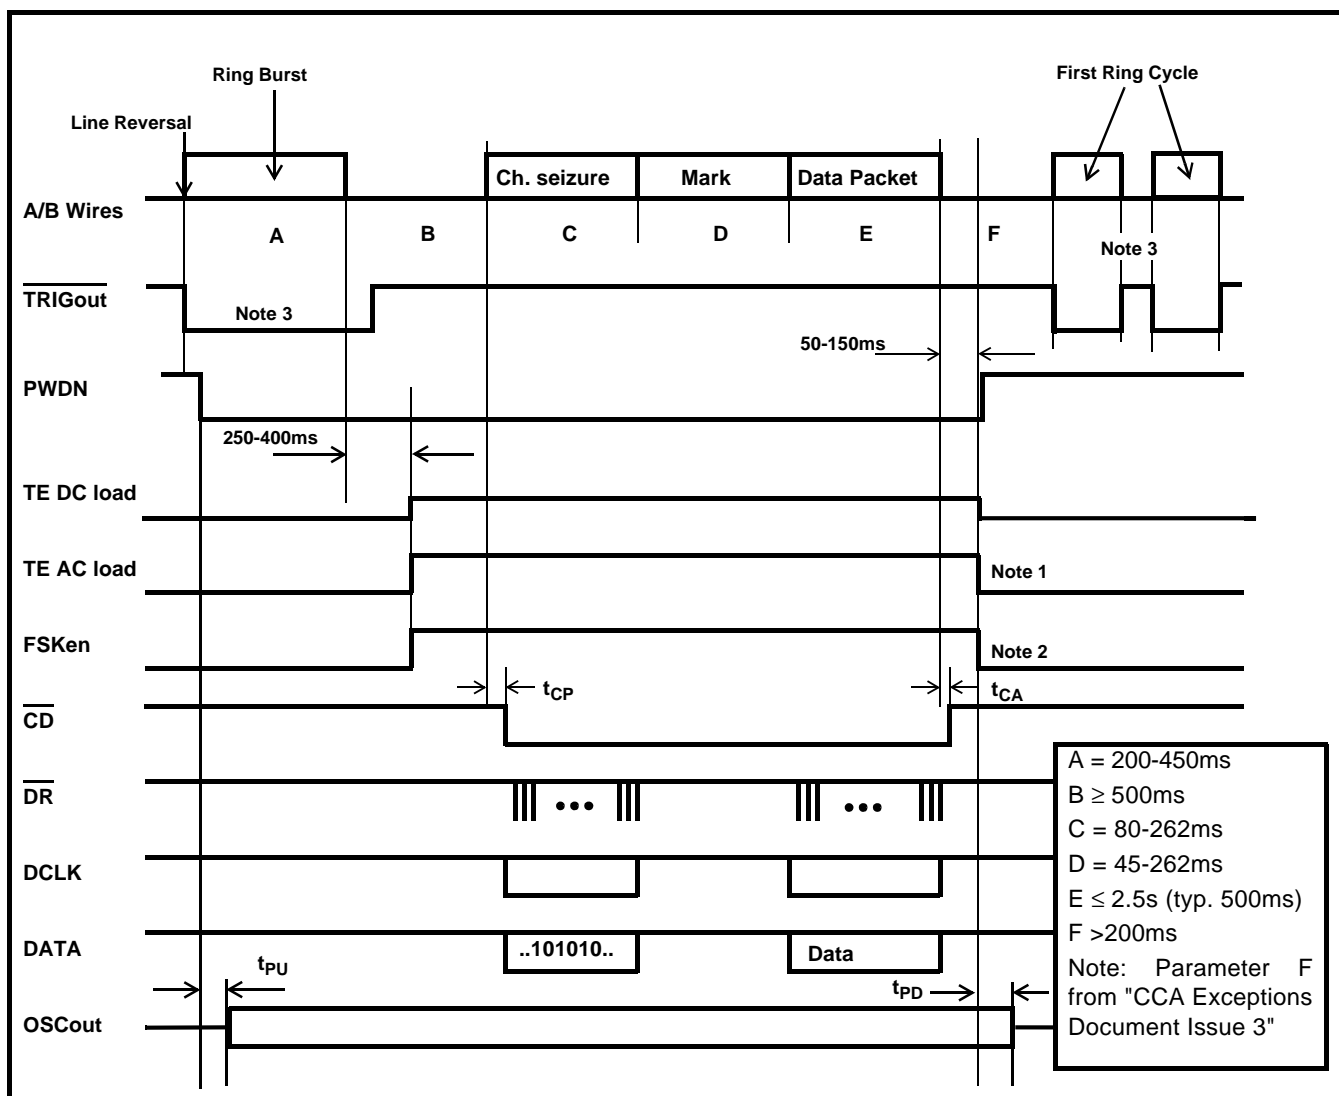 Ring Burst
First Ring Cycle
Line Reversal
Ch. seizure
Mark
Data Packet
A/B Wires
A
B
C
D
E
F
Note 3
TRIGout
Note 3
50-150ms
PWDN
250-400ms
TE DC load
TE AC load
Note 1
FSKen
Note 2
tCP
tCA
CD
DR
DCLK
DATA
..101010..
Data
tPU
tPD
OSCout
A = 200-450ms
B ≥ 500ms
C = 80-262ms
D = 45-262ms
E ≤ 2.5s (typ. 500ms)
F >200ms
Note: Parameter F
from "CCA Exceptions
Document Issue 3"